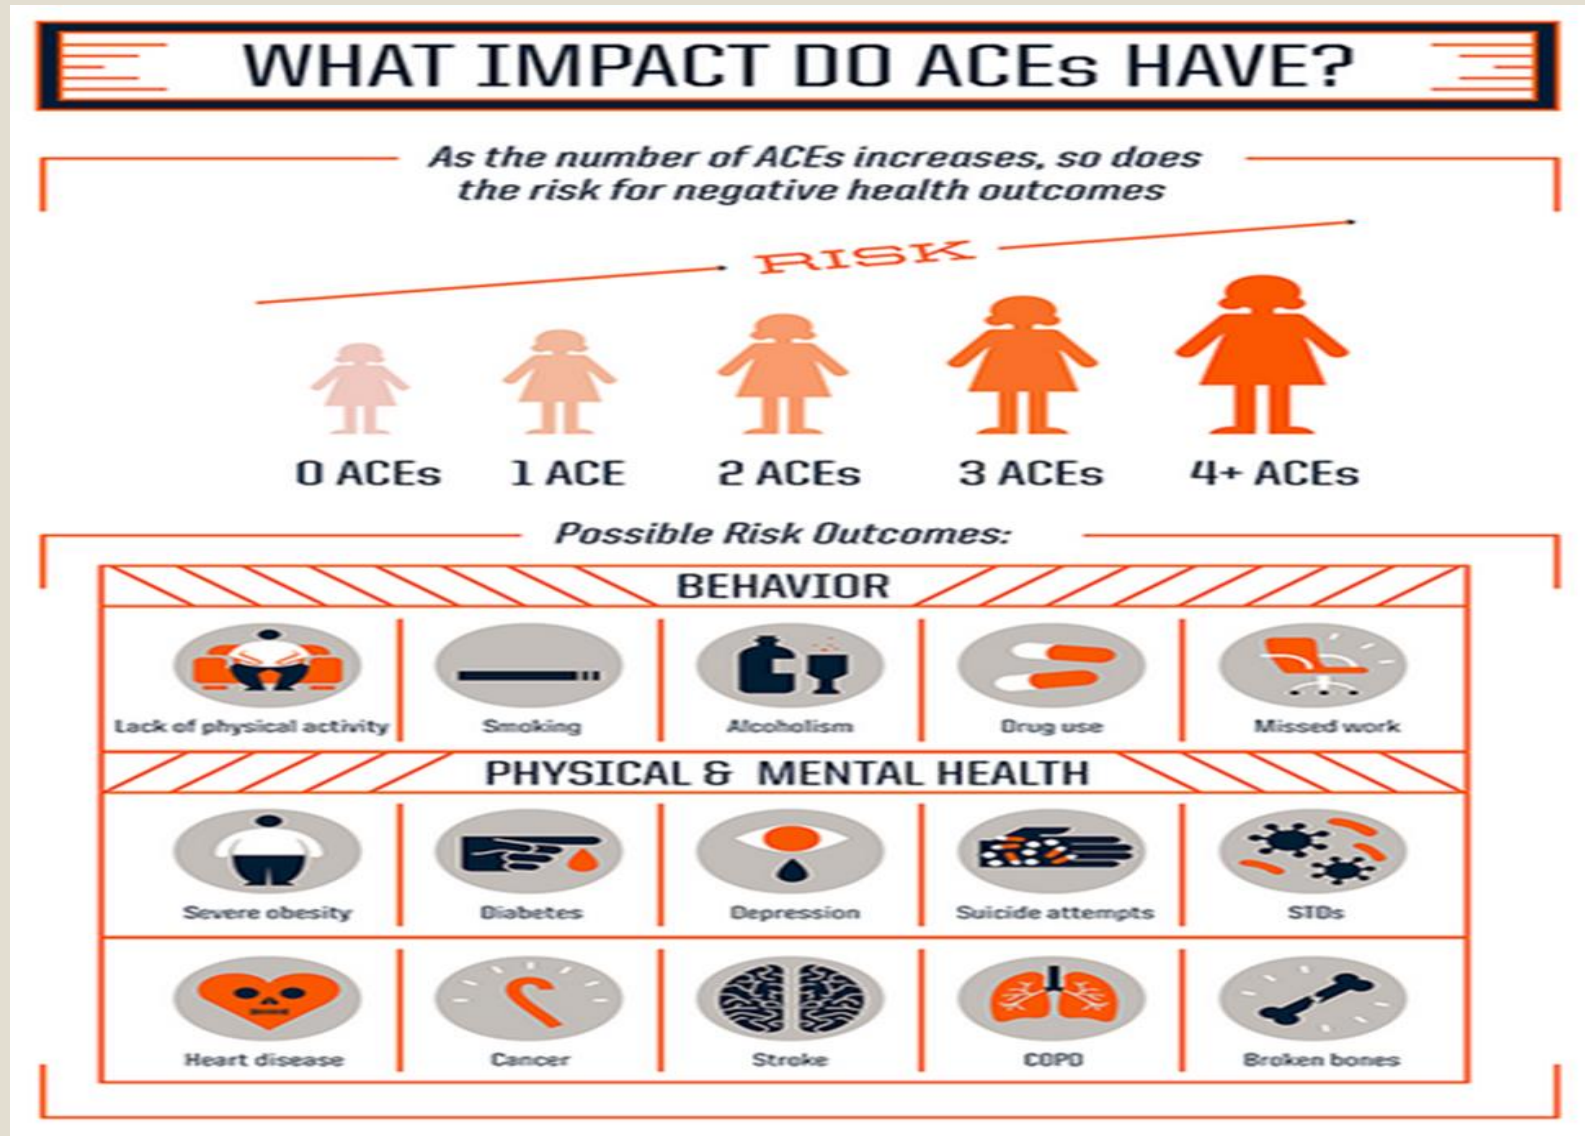 WHAT IMPACT DO ACEs HAVE?
As the number of ACEs increases, so does
the risk for negative health outcomes
RISK
0 ACEs 1 ACE 2 ACEs 3 ACEs 4+ ACEs
Possible Risk Outcomes:
BEHAVIOR
Lack of physical activity Smoking Alcoholism Drug use Missed work
PHYSICAL & MENTAL HEALTH
Severe obesity Diabetes Depression Suicide attempts STDs
Heart disease Cancer Stroke COPD Broken bones